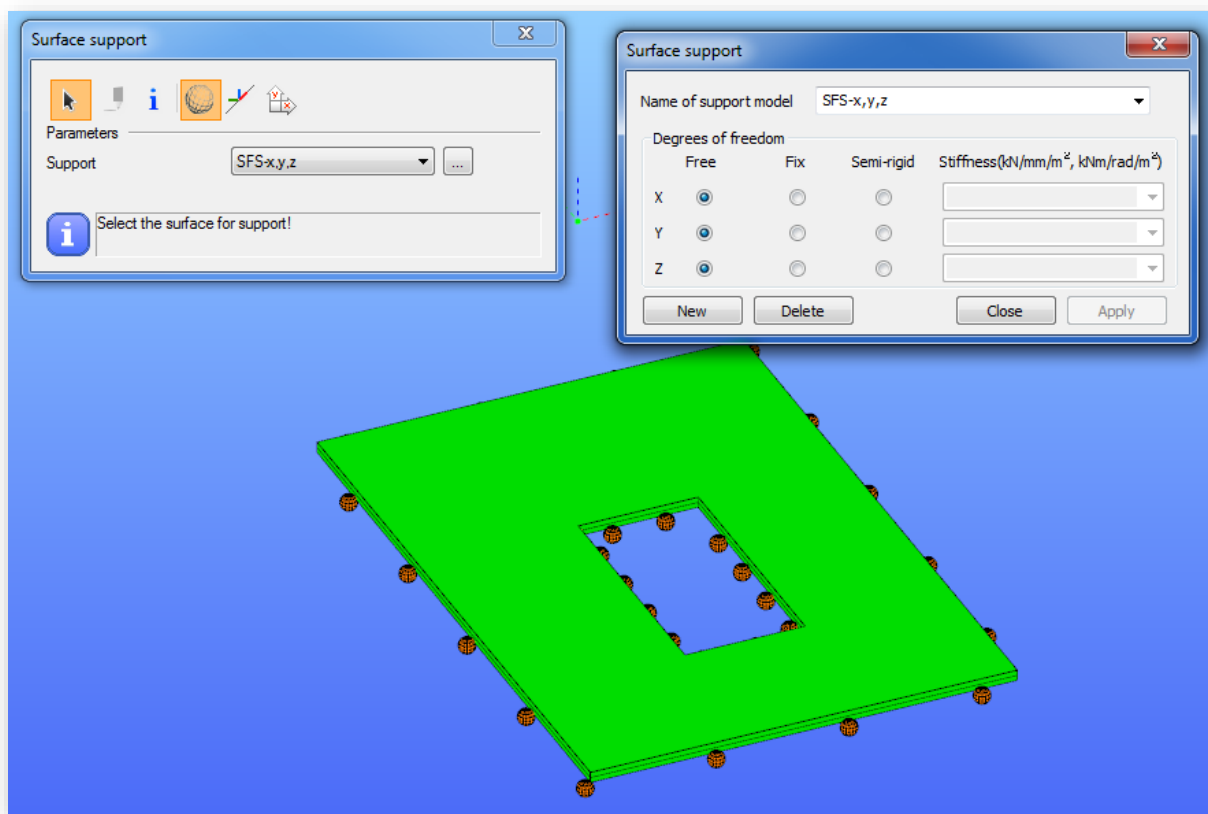 Surface support
Parameters
Support SFS-x,y,z ...
Select the surface for support!
Surface support
Name of support model SFS-x,y,z
Degrees of freedom
Free Fix Semi-rigid Stiffness(kN/mm/m², kNm/rad/m²)
X
Y
Z
New Delete Close Apply